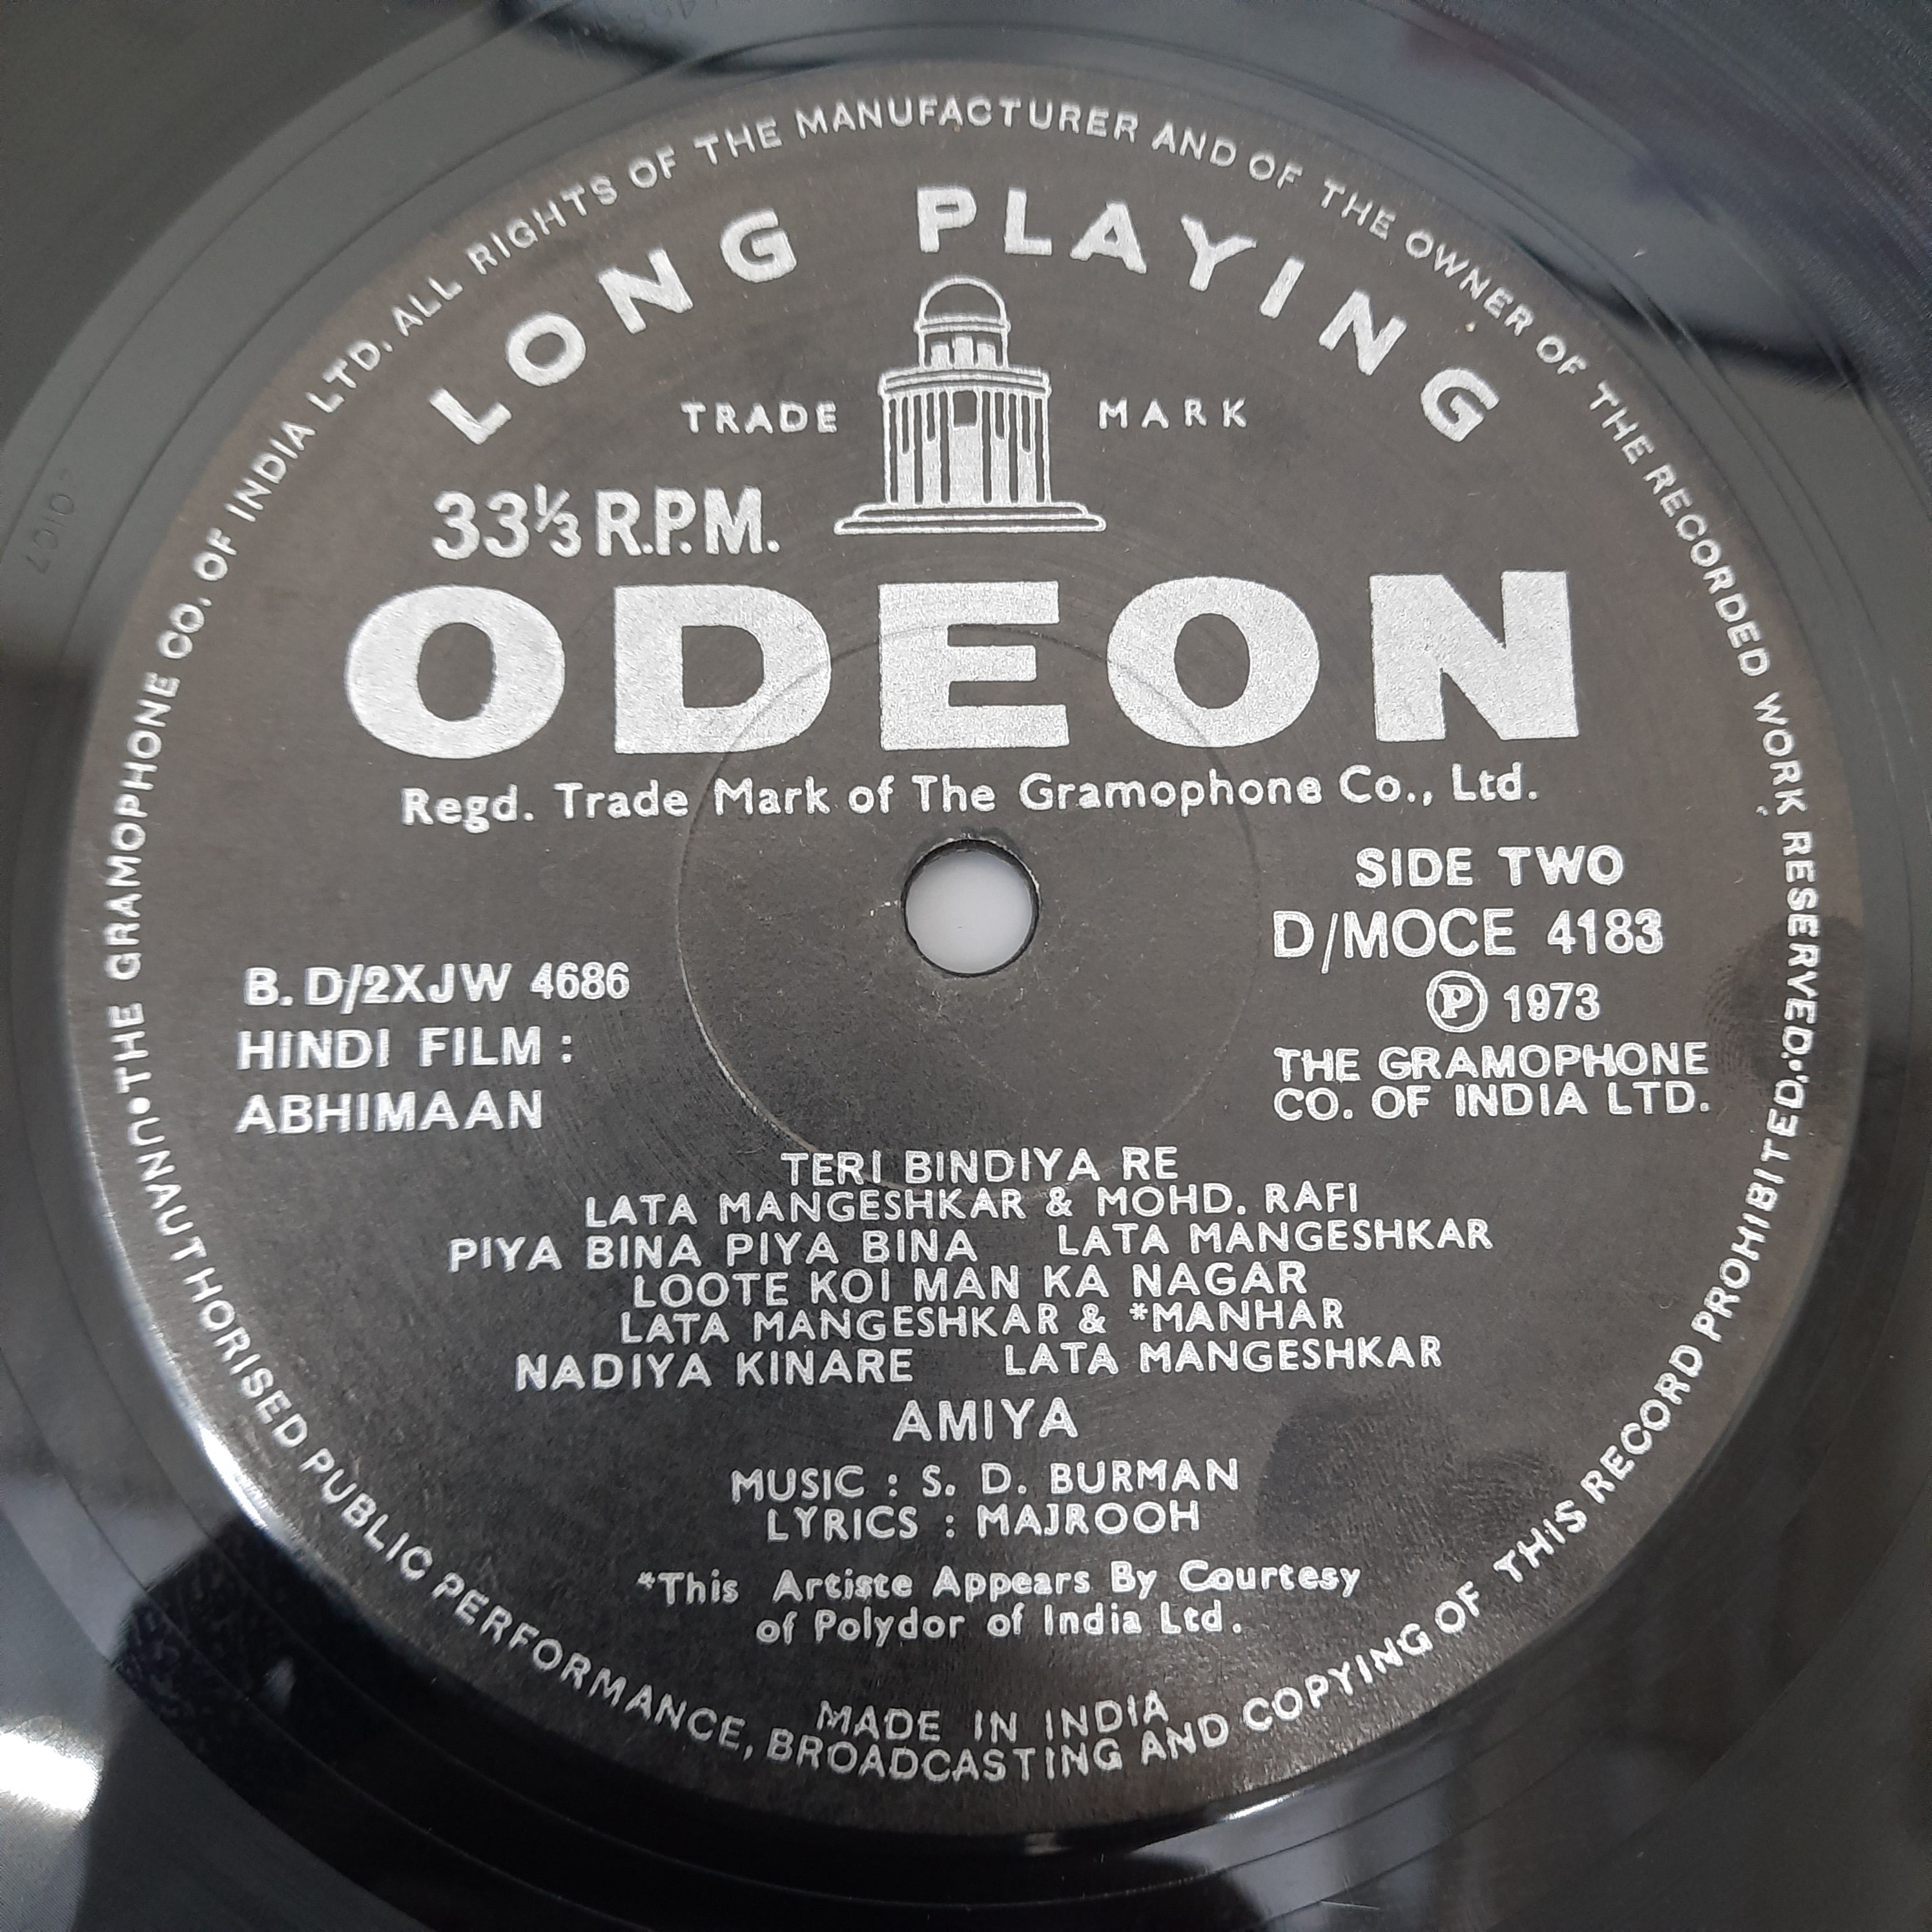 THE GRAMOPHONE CO. OF INDIA LTD. ALL RIGHTS OF THE MANUFACTURER AND OF THE OWNER OF THE RECORDED WORK RESERVED.
LONG PLAYING
TRADE MARK
33⅓ R.P.M.
ODEON
Regd. Trade Mark of The Gramophone Co., Ltd.
SIDE TWO
D/MOCE 4183
Ⓟ 1973
THE GRAMOPHONE
CO. OF INDIA LTD.
B. D/2XJW 4686
HINDI FILM :
ABHIMAAN
TERI BINDIYA RE
LATA MANGESHKAR & MOHD. RAFI
PIYA BINA PIYA BINA LATA MANGESHKAR
LOOTE KOI MAN KA NAGAR
LATA MANGESHKAR & *MANHAR
NADIYA KINARE LATA MANGESHKAR
AMIYA
MUSIC : S. D. BURMAN
LYRICS : MAJROOH
*This Artiste Appears By Courtesy
of Polydor of India Ltd.
MADE IN INDIA
UNNAUTHORISED PUBLIC PERFORMANCE, BROADCASTING AND COPYING OF THIS RECORD PROHIBITED.